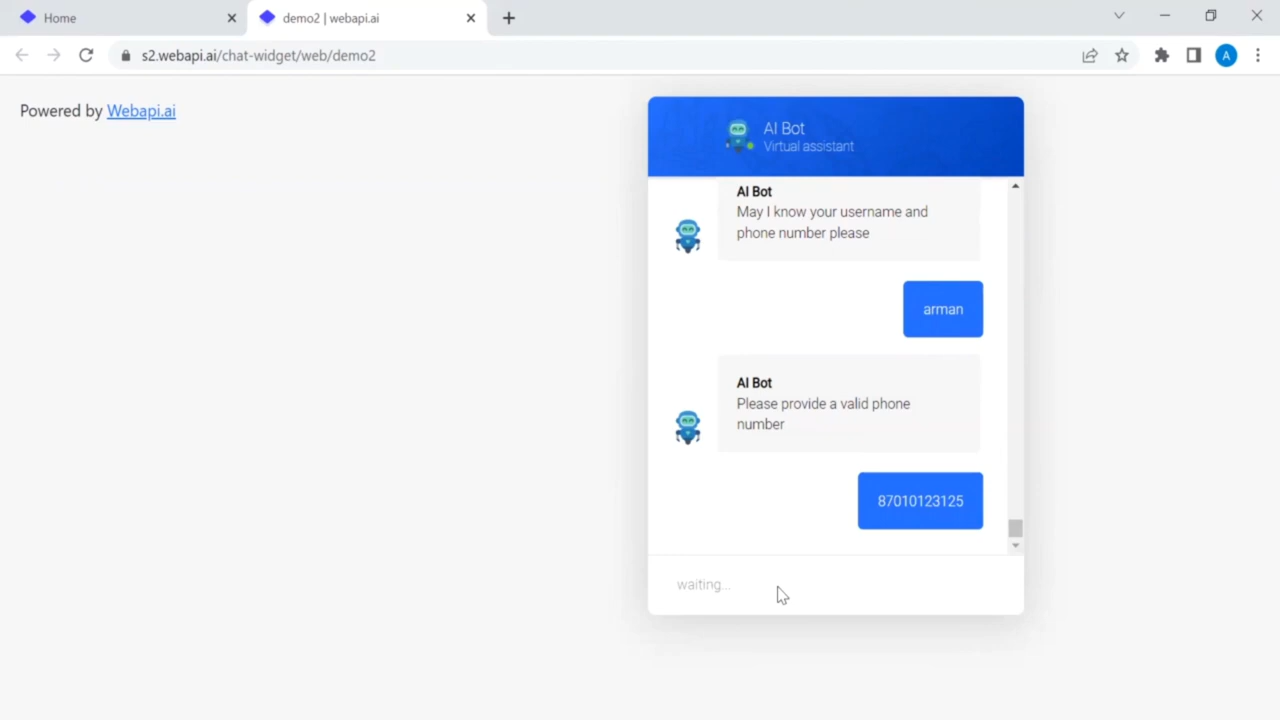 Home
demo2 | webapi.ai
s2.webapi.ai/chat-widget/web/demo2
A
Powered by Webapi.ai
AI Bot
Virtual assistant
AI Bot
May I know your username and
phone number please
arman
AI Bot
Please provide a valid phone
number
87010123125
waiting...